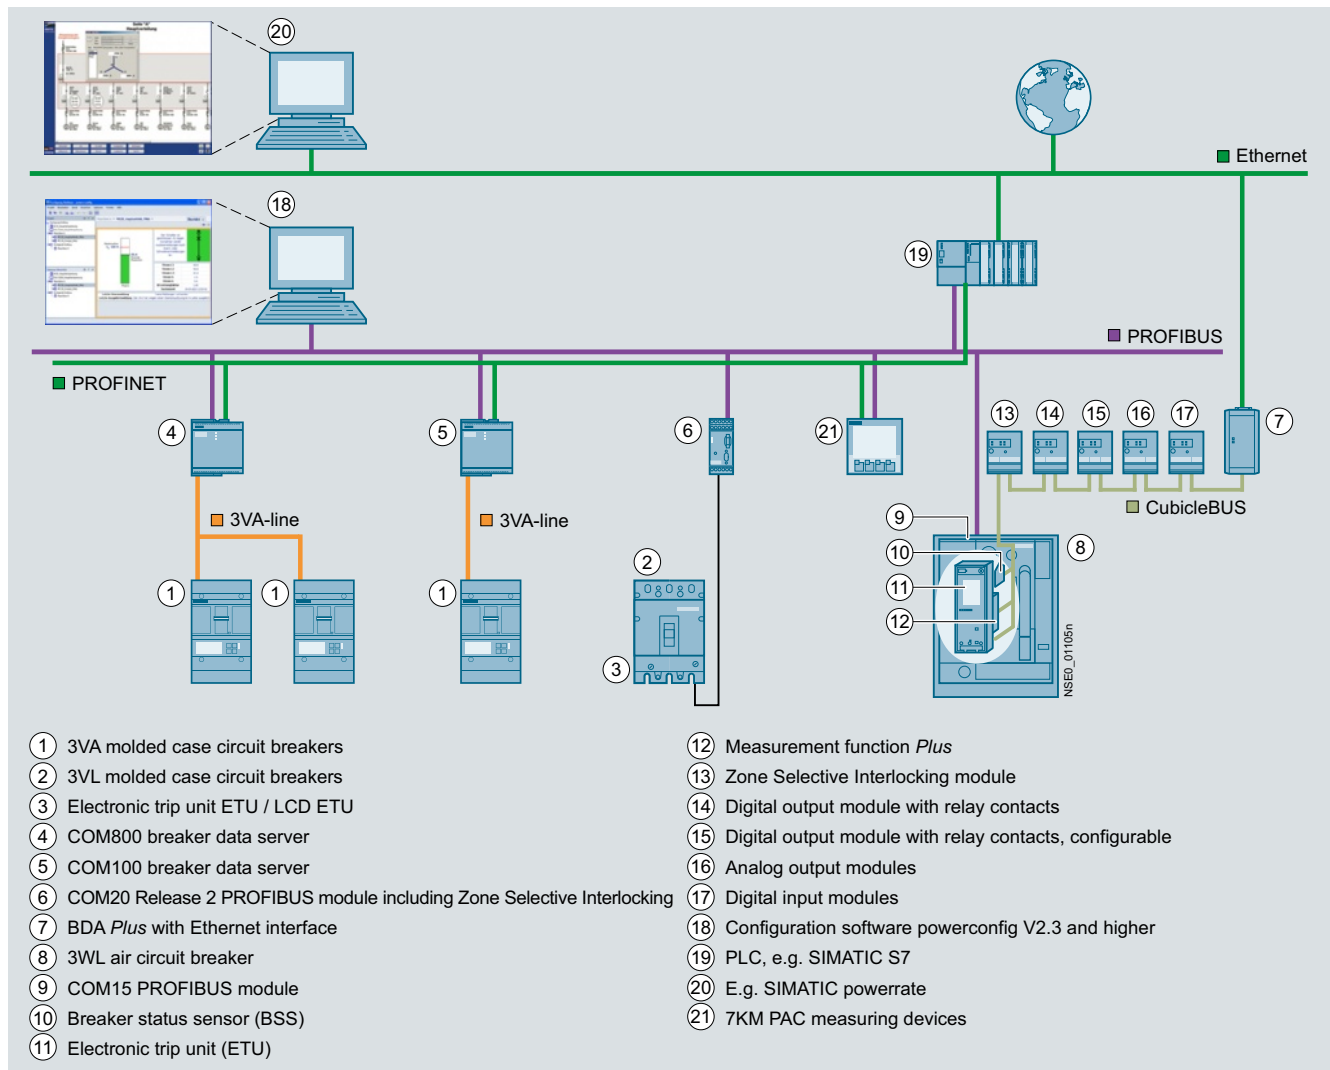 20
Ethernet
18
19
PROFIBUS
PROFINET
4
5
6
21
13
14
15
16
17
7
3VA-line
3VA-line
CubicleBUS
9
8
10
11
12
1
1
1
2
3
NSE0_01105n
1 3VA molded case circuit breakers
2 3VL molded case circuit breakers
3 Electronic trip unit ETU / LCD ETU
4 COM800 breaker data server
5 COM100 breaker data server
6 COM20 Release 2 PROFIBUS module including Zone Selective Interlocking
7 BDA Plus with Ethernet interface
8 3WL air circuit breaker
9 COM15 PROFIBUS module
10 Breaker status sensor (BSS)
11 Electronic trip unit (ETU)
12 Measurement function Plus
13 Zone Selective Interlocking module
14 Digital output module with relay contacts
15 Digital output module with relay contacts, configurable
16 Analog output modules
17 Digital input modules
18 Configuration software powerconfig V2.3 and higher
19 PLC, e.g. SIMATIC S7
20 E.g. SIMATIC powerrate
21 7KM PAC measuring devices